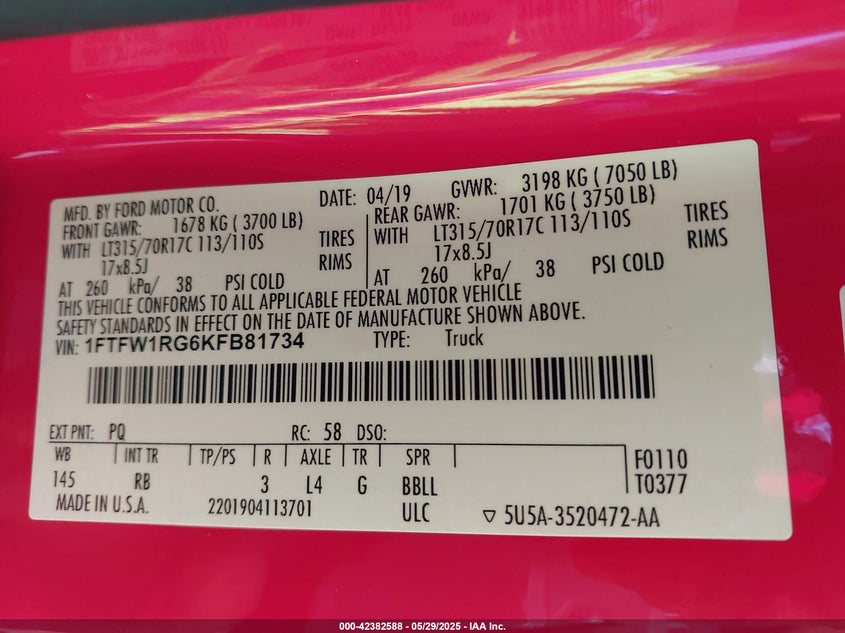 MFD. BY FORD MOTOR CO. DATE: 04/19 GVWR: 3198 KG ( 7050 LB)
FRONT GAWR: 1678 KG ( 3700 LB) REAR GAWR: 1701 KG ( 3750 LB)
WITH LT315/70R17C 113/110S TIRES WITH LT315/70R17C 113/110S TIRES
17x8.5J RIMS 17x8.5J RIMS
AT 260 kPa/ 38 PSI COLD AT 260 kPa/ 38 PSI COLD
THIS VEHICLE CONFORMS TO ALL APPLICABLE FEDERAL MOTOR VEHICLE
SAFETY STANDARDS IN EFFECT ON THE DATE OF MANUFACTURE SHOWN ABOVE.
VIN: 1FTFW1RG6KFB81734 TYPE: Truck
EXT PNT: PQ RC: 58 DSO:
WB INT TR TP/PS R AXLE TR SPR F0110
145 RB 3 L4 G BBLL T0377
MADE IN U.S.A. 2201904113701 ULC ▽ 5U5A-3520472-AA
000-42382588 - 05/29/2025 - IAA Inc.